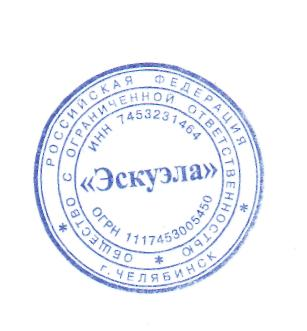 РОССИЙСКАЯ ФЕДЕРАЦИЯ
г. ЧЕЛЯБИНСК
ОБЩЕСТВО С ОГРАНИЧЕННОЙ ОТВЕТСТВЕННОСТЬЮ
ИНН 7453231464
«Эскуэла»
ОГРН 1117453005450